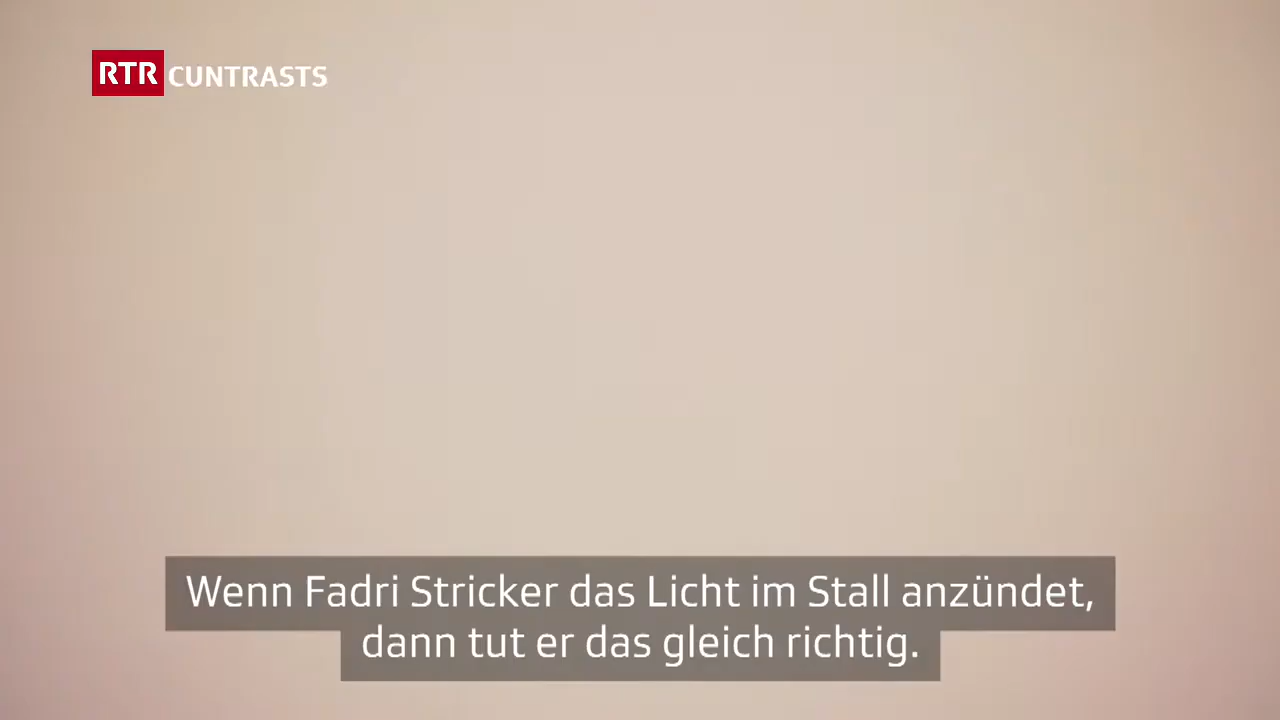 RTR CUNTRASTS
Wenn Fadri Stricker das Licht im Stall anzündet,
dann tut er das gleich richtig.